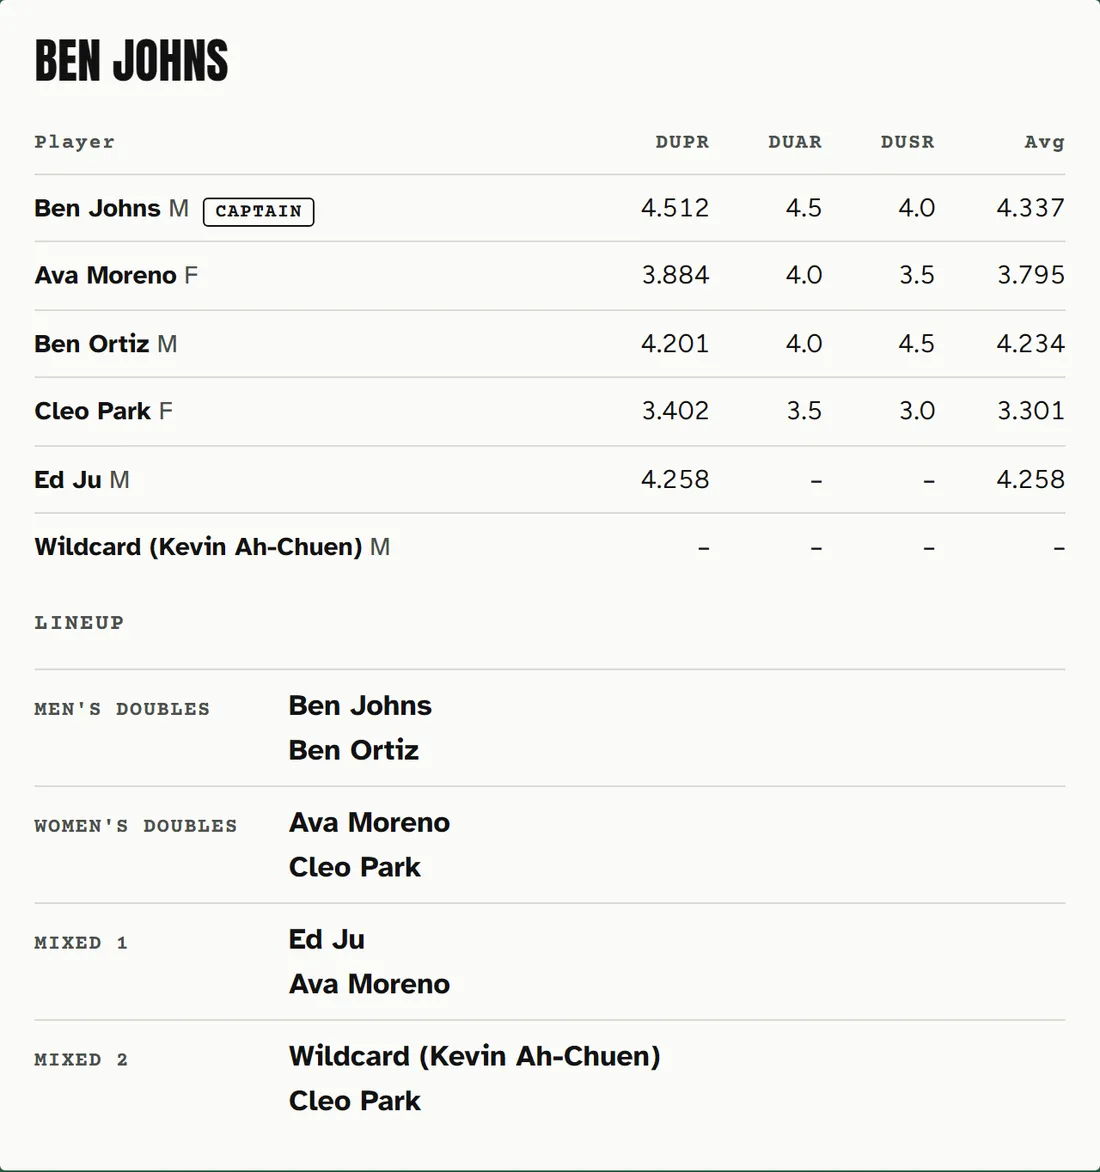 BEN JOHNS
Player DUPR DUAR DUSR Avg
Ben Johns M CAPTAIN 4.512 4.5 4.0 4.337
Ava Moreno F 3.884 4.0 3.5 3.795
Ben Ortiz M 4.201 4.0 4.5 4.234
Cleo Park F 3.402 3.5 3.0 3.301
Ed Ju M 4.258 – – 4.258
Wildcard (Kevin Ah-Chuen) M – – – –
LINEUP
MEN'S DOUBLES Ben Johns
Ben Ortiz
WOMEN'S DOUBLES Ava Moreno
Cleo Park
MIXED 1 Ed Ju
Ava Moreno
MIXED 2 Wildcard (Kevin Ah-Chuen)
Cleo Park